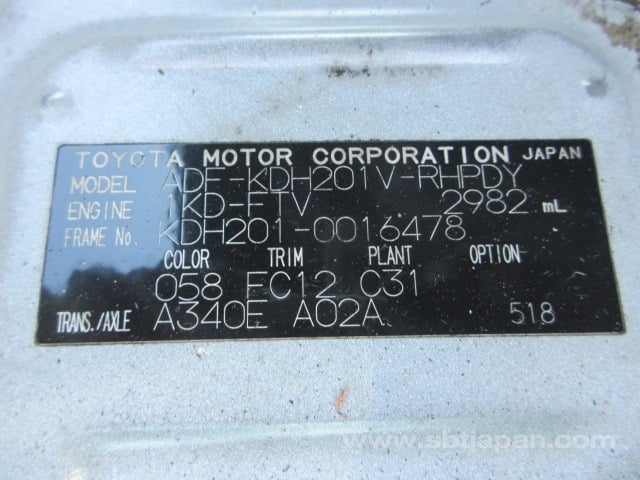 TOYOTA MOTOR CORPORATION JAPAN
MODEL ADF-KDH201V-RHPDY
ENGINE 1KD-FTV 2982 mL
FRAME No. KDH201-0016478
COLOR TRIM PLANT OPTION
058 FC12 C31
TRANS./AXLE A340E A02A 518
www.sbtjapan.com